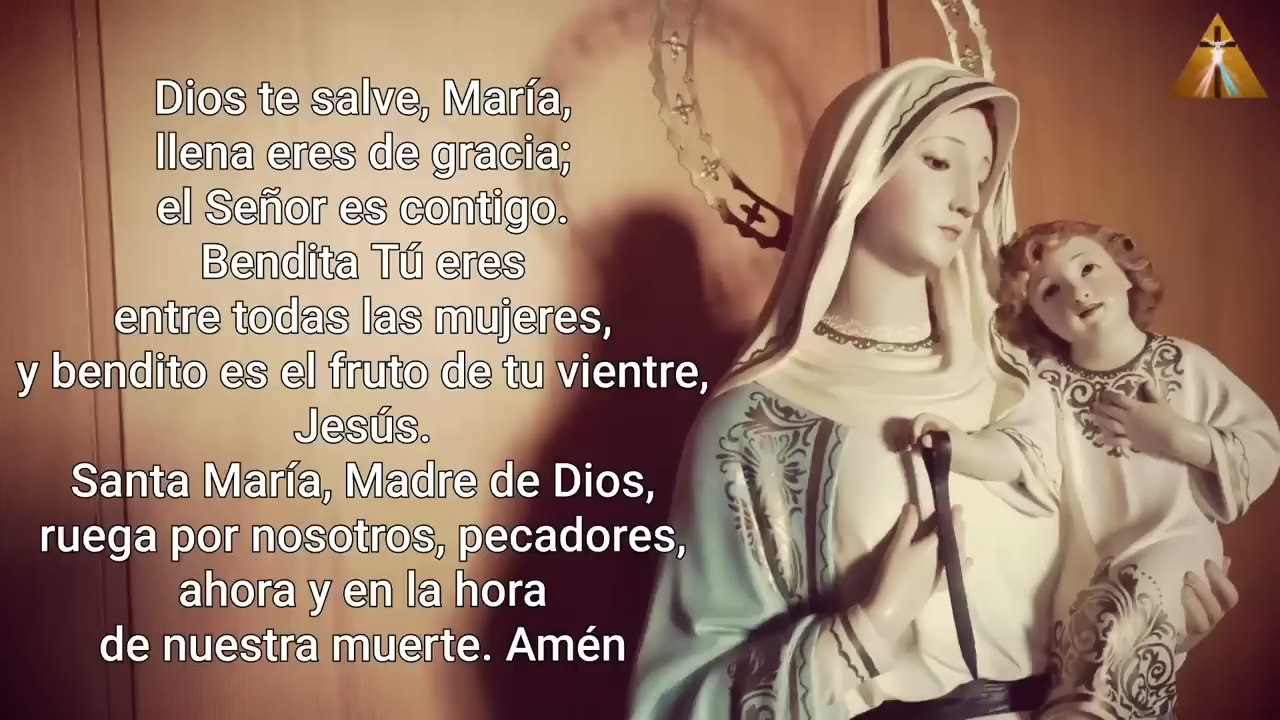 Dios te salve, María,
llena eres de gracia;
el Señor es contigo.
Bendita Tú eres
entre todas las mujeres,
y bendito es el fruto de tu vientre,
Jesús.
Santa María, Madre de Dios,
ruega por nosotros, pecadores,
ahora y en la hora
de nuestra muerte. Amén